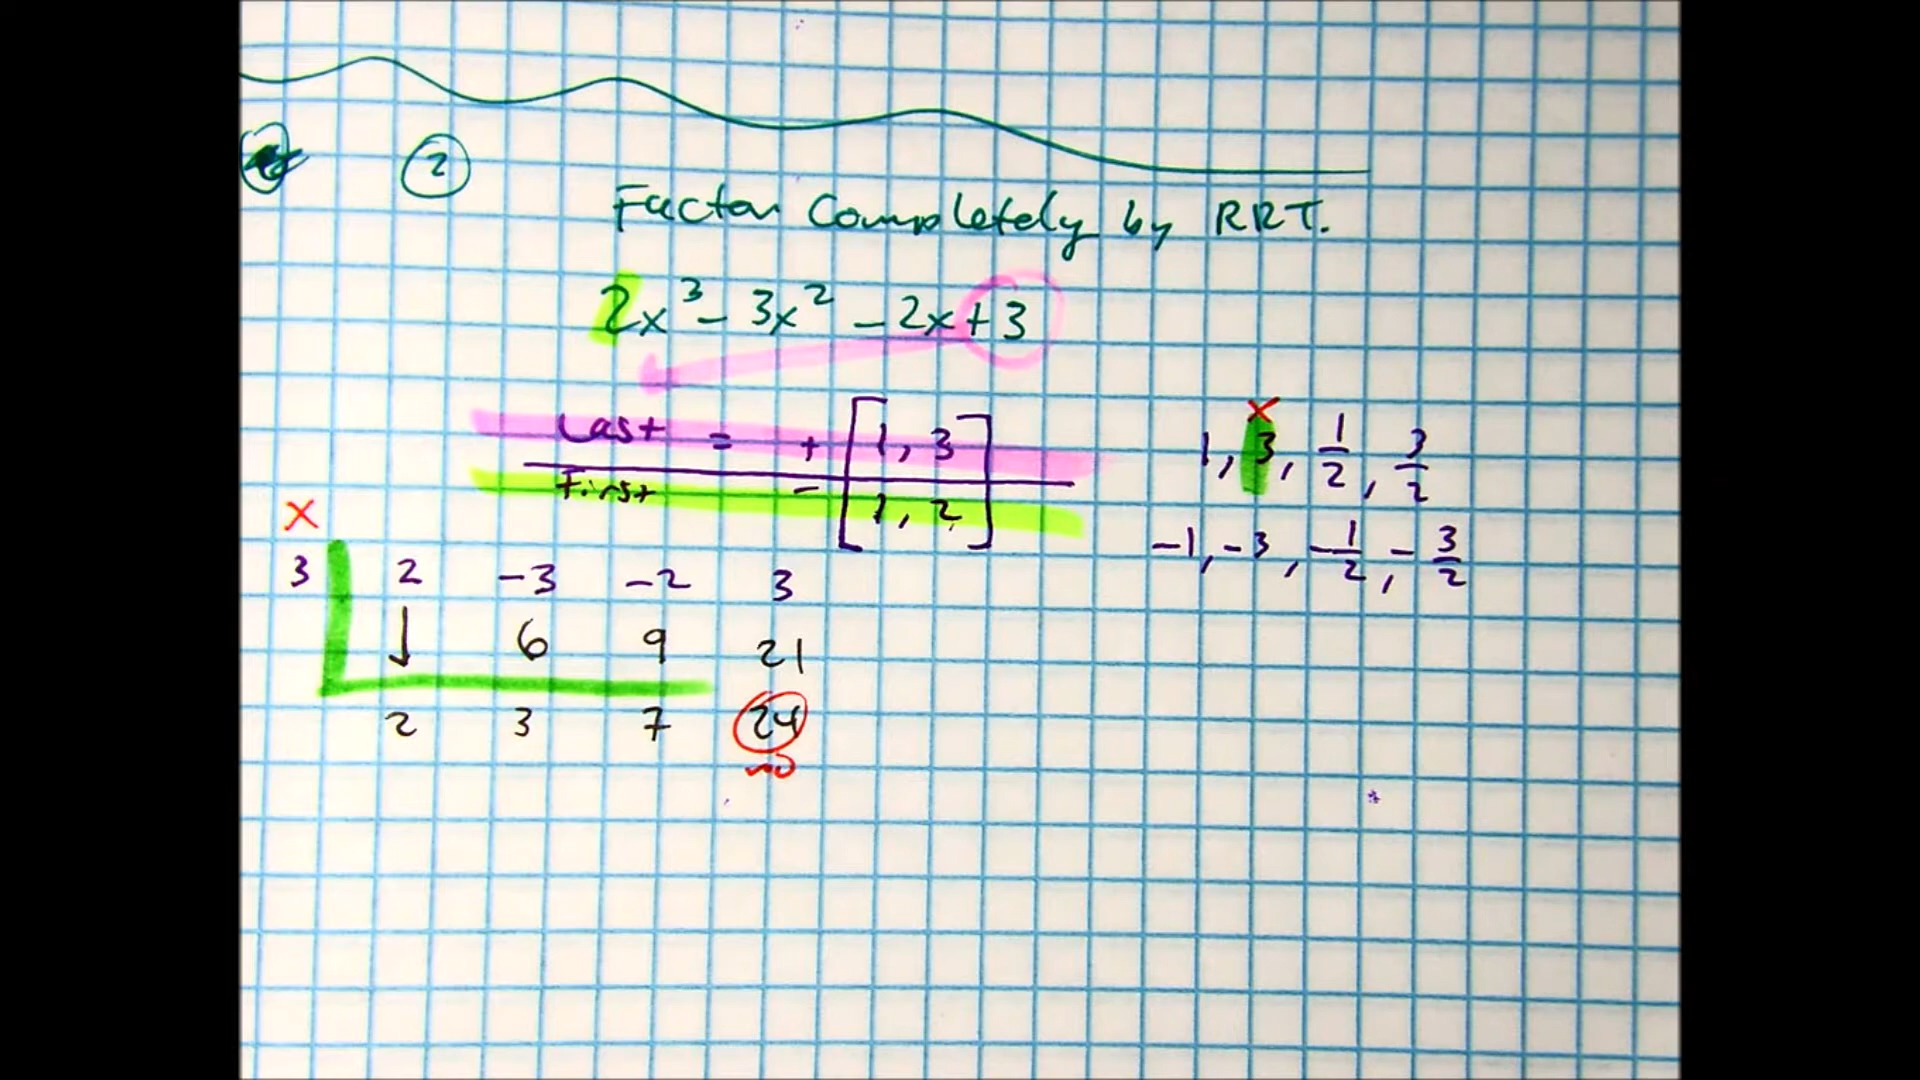 2
Factor Completely by RRT.
2x³ - 3x² - 2x + 3
Last = + [1, 3
First - 1, 2]
x
1, 3, 1/2, 3/2
-1, -3, -1/2, -3/2
x
3 2 -3 -2 3
↓ 6 9 21
2 3 7 24
no